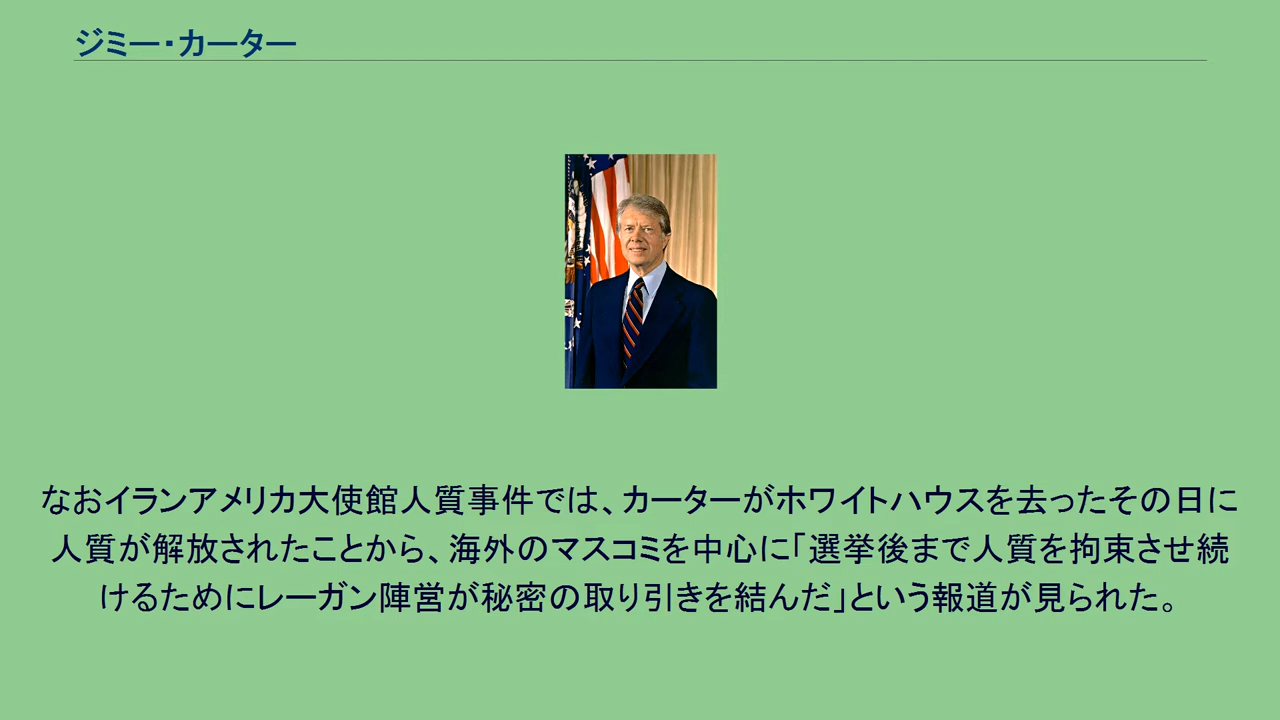 ジミー・カーター
なおイランアメリカ大使館人質事件では、カーターがホワイトハウスを去ったその日に
人質が解放されたことから、海外のマスコミを中心に「選挙後まで人質を拘束させ続
けるためにレーガン陣営が秘密の取り引きを結んだ」という報道が見られた。